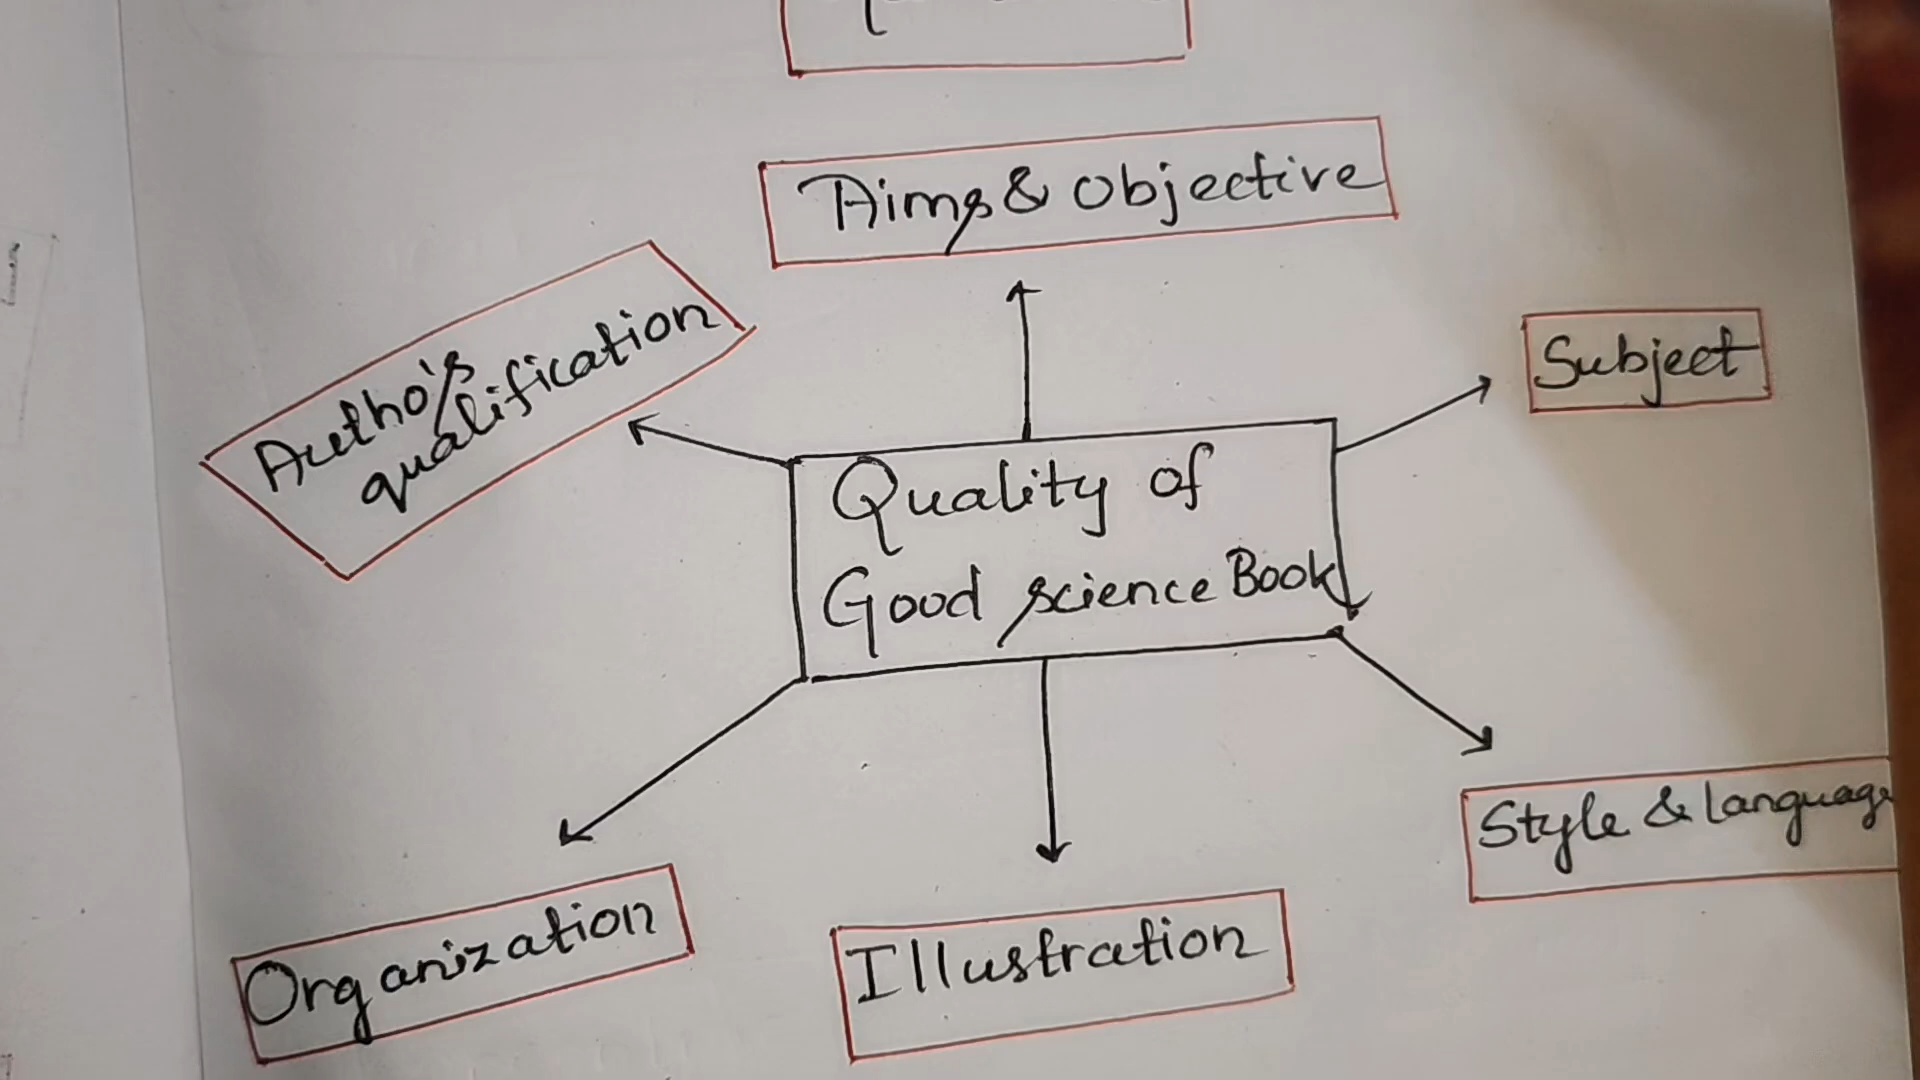 Aims & objective
Autho's
qualification
Subject
Quality of
Good science Book
Style & language
Organization
Illustration